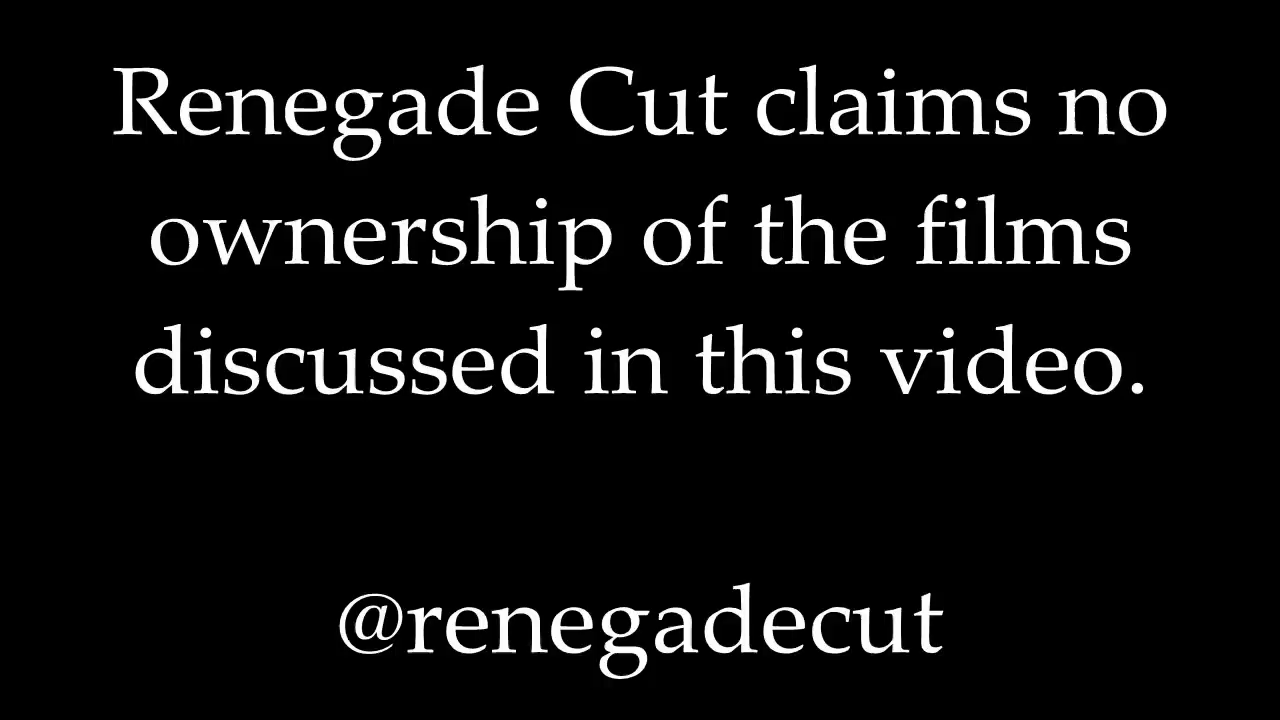 Renegade Cut claims no
ownership of the films
discussed in this video.
@renegadecut